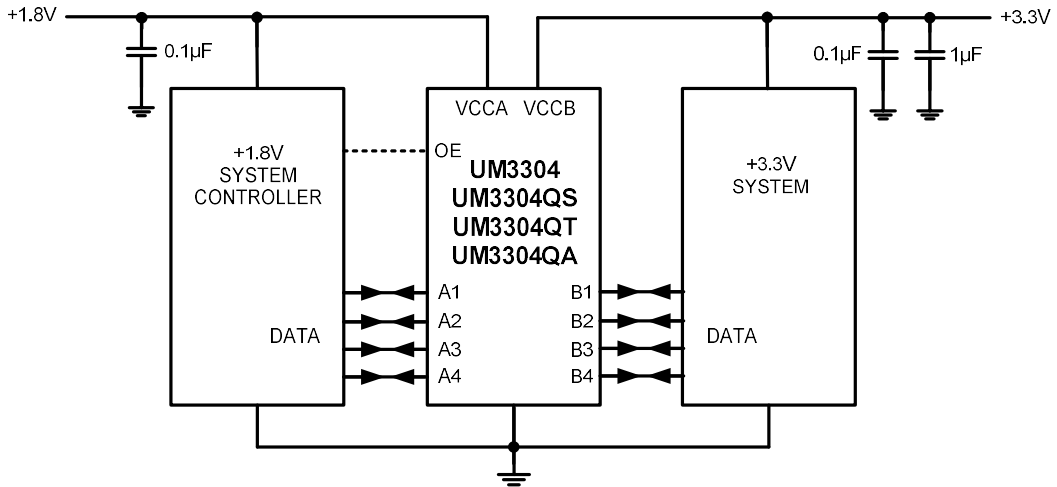 +1.8V
+3.3V
0.1µF
0.1µF
1µF
VCCA
VCCB
OE
+1.8V
SYSTEM
CONTROLLER
UM3304
UM3304QS
UM3304QT
UM3304QA
+3.3V
SYSTEM
A1
B1
A2
B2
DATA
DATA
A3
B3
A4
B4